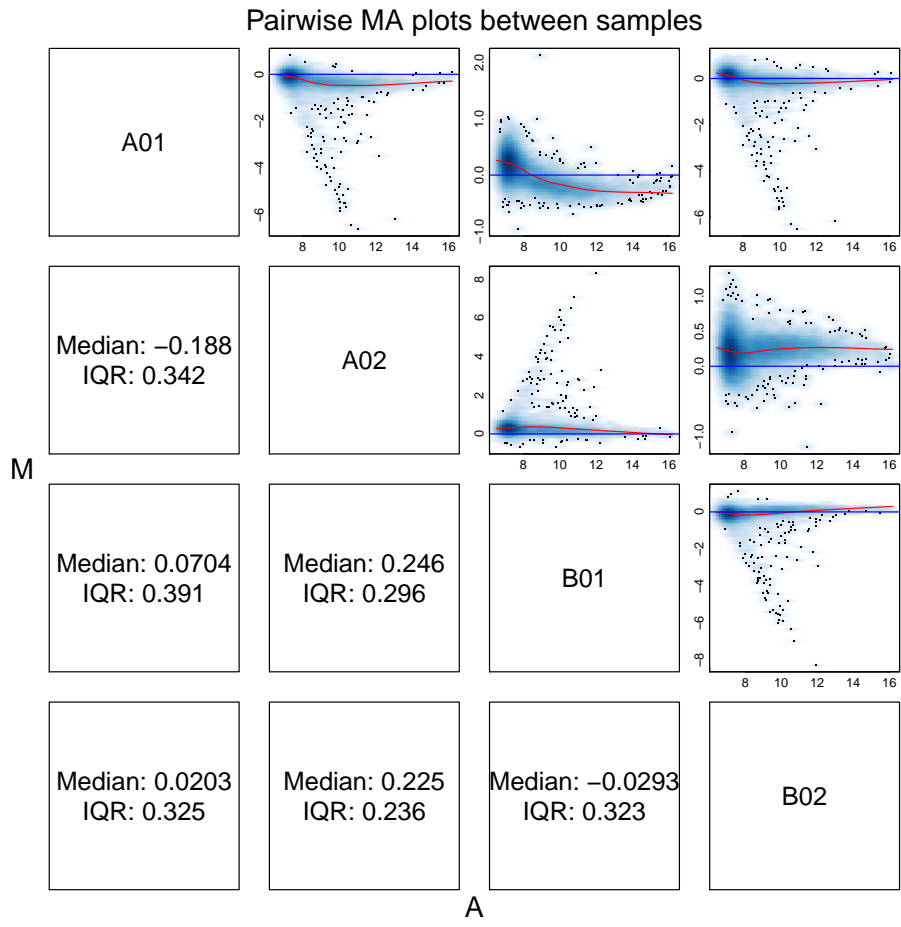 Pairwise MA plots between samples
A01
0
−2
−4
−6
8 10 12 14 16
2.0
1.0
0.0
−1.0
8 10 12 14 16
0
−2
−4
−6
8 10 12 14 16
Median: −0.188
IQR: 0.342
A02
8
6
4
2
0
8 10 12 14 16
1.0
0.5
0.0
−1.0
8 10 12 14 16
M
Median: 0.0704
IQR: 0.391
Median: 0.246
IQR: 0.296
B01
0
−2
−4
−6
−8
8 10 12 14 16
Median: 0.0203
IQR: 0.325
Median: 0.225
IQR: 0.236
Median: −0.0293
IQR: 0.323
B02
A